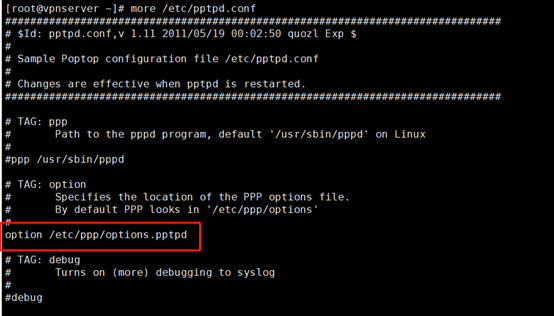 [root@vpnserver ~]# more /etc/pptpd.conf
###############################################################################
# $Id: pptpd.conf,v 1.11 2011/05/19 00:02:50 quozl Exp $
#
# Sample Poptop configuration file /etc/pptpd.conf
#
# Changes are effective when pptpd is restarted.
###############################################################################

# TAG: ppp
#       Path to the pppd program, default '/usr/sbin/pppd' on Linux
#
#ppp /usr/sbin/pppd

# TAG: option
#       Specifies the location of the PPP options file.
#       By default PPP looks in '/etc/ppp/options'
#
option /etc/ppp/options.pptpd

# TAG: debug
#       Turns on (more) debugging to syslog
#
#debug